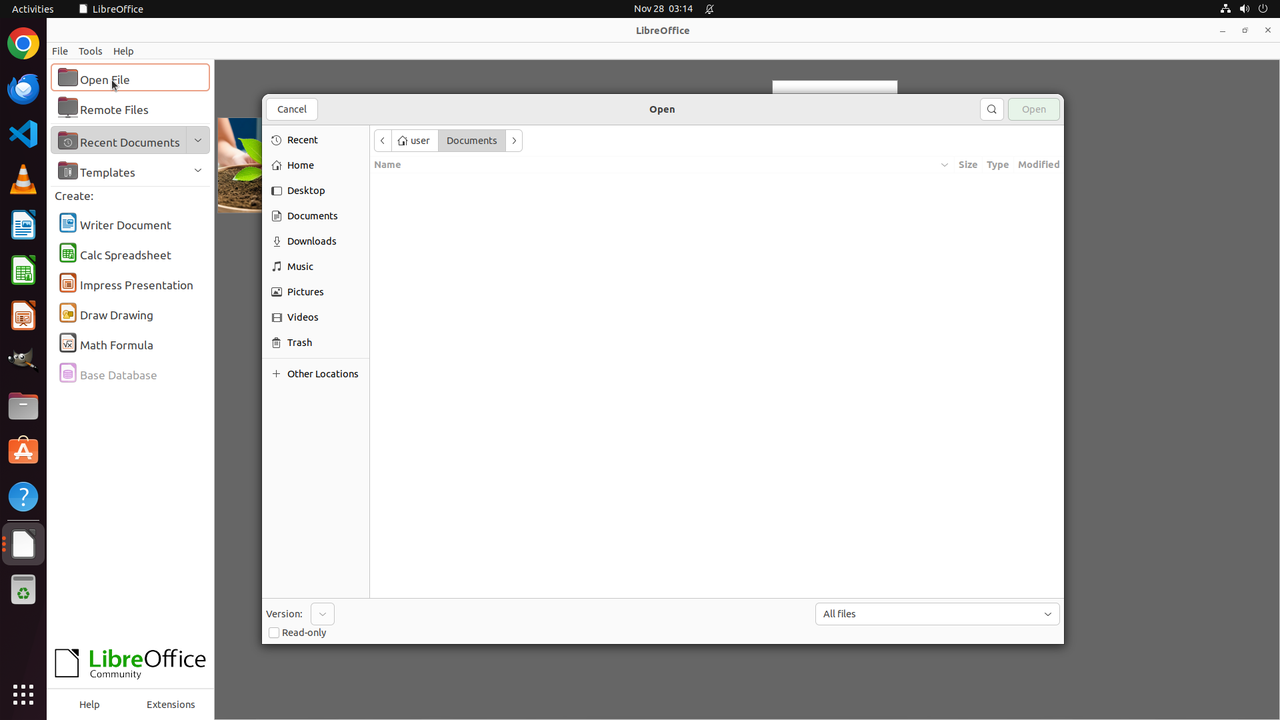 Activities
LibreOffice
Nov 28 03:14
LibreOffice
File Tools Help
Open File
Remote Files
Recent Documents
Templates
Create:
Writer Document
Calc Spreadsheet
Impress Presentation
Draw Drawing
Math Formula
Base Database
LibreOffice
Community
Help
Extensions
Cancel
Open
Open
Recent
Home
Desktop
Documents
Downloads
Music
Pictures
Videos
Trash
Other Locations
user
Documents
Name
Size
Type
Modified
Version:
All files
Read-only